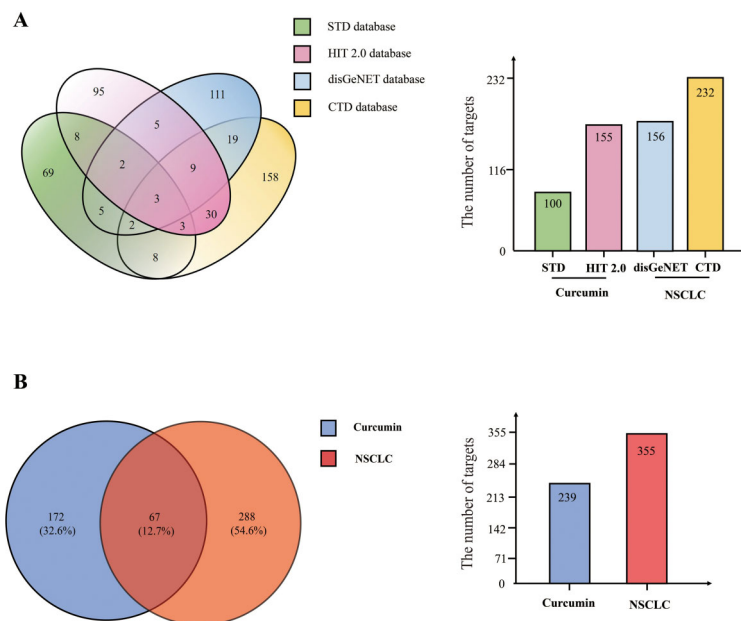 A
STD database
HIT 2.0 database
disGeNET database
CTD database
95
111
8
5
19
69
2
9
158
3
5
2
3
30
8
The number of targets
232
116
0
100
155
156
232
STD HIT 2.0 disGeNET CTD
Curcumin NSCLC
B
Curcumin
NSCLC
172
(32.6%)
67
(12.7%)
288
(54.6%)
The number of targets
355
284
213
142
71
0
239
355
Curcumin NSCLC